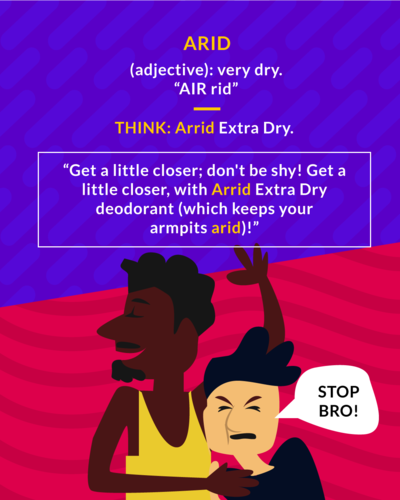 ARID
(adjective): very dry.
“AIR rid”
THINK: Arrid Extra Dry.
“Get a little closer; don't be shy! Get a
little closer, with Arrid Extra Dry
deodorant (which keeps your
armpits arid)!”
STOP
BRO!